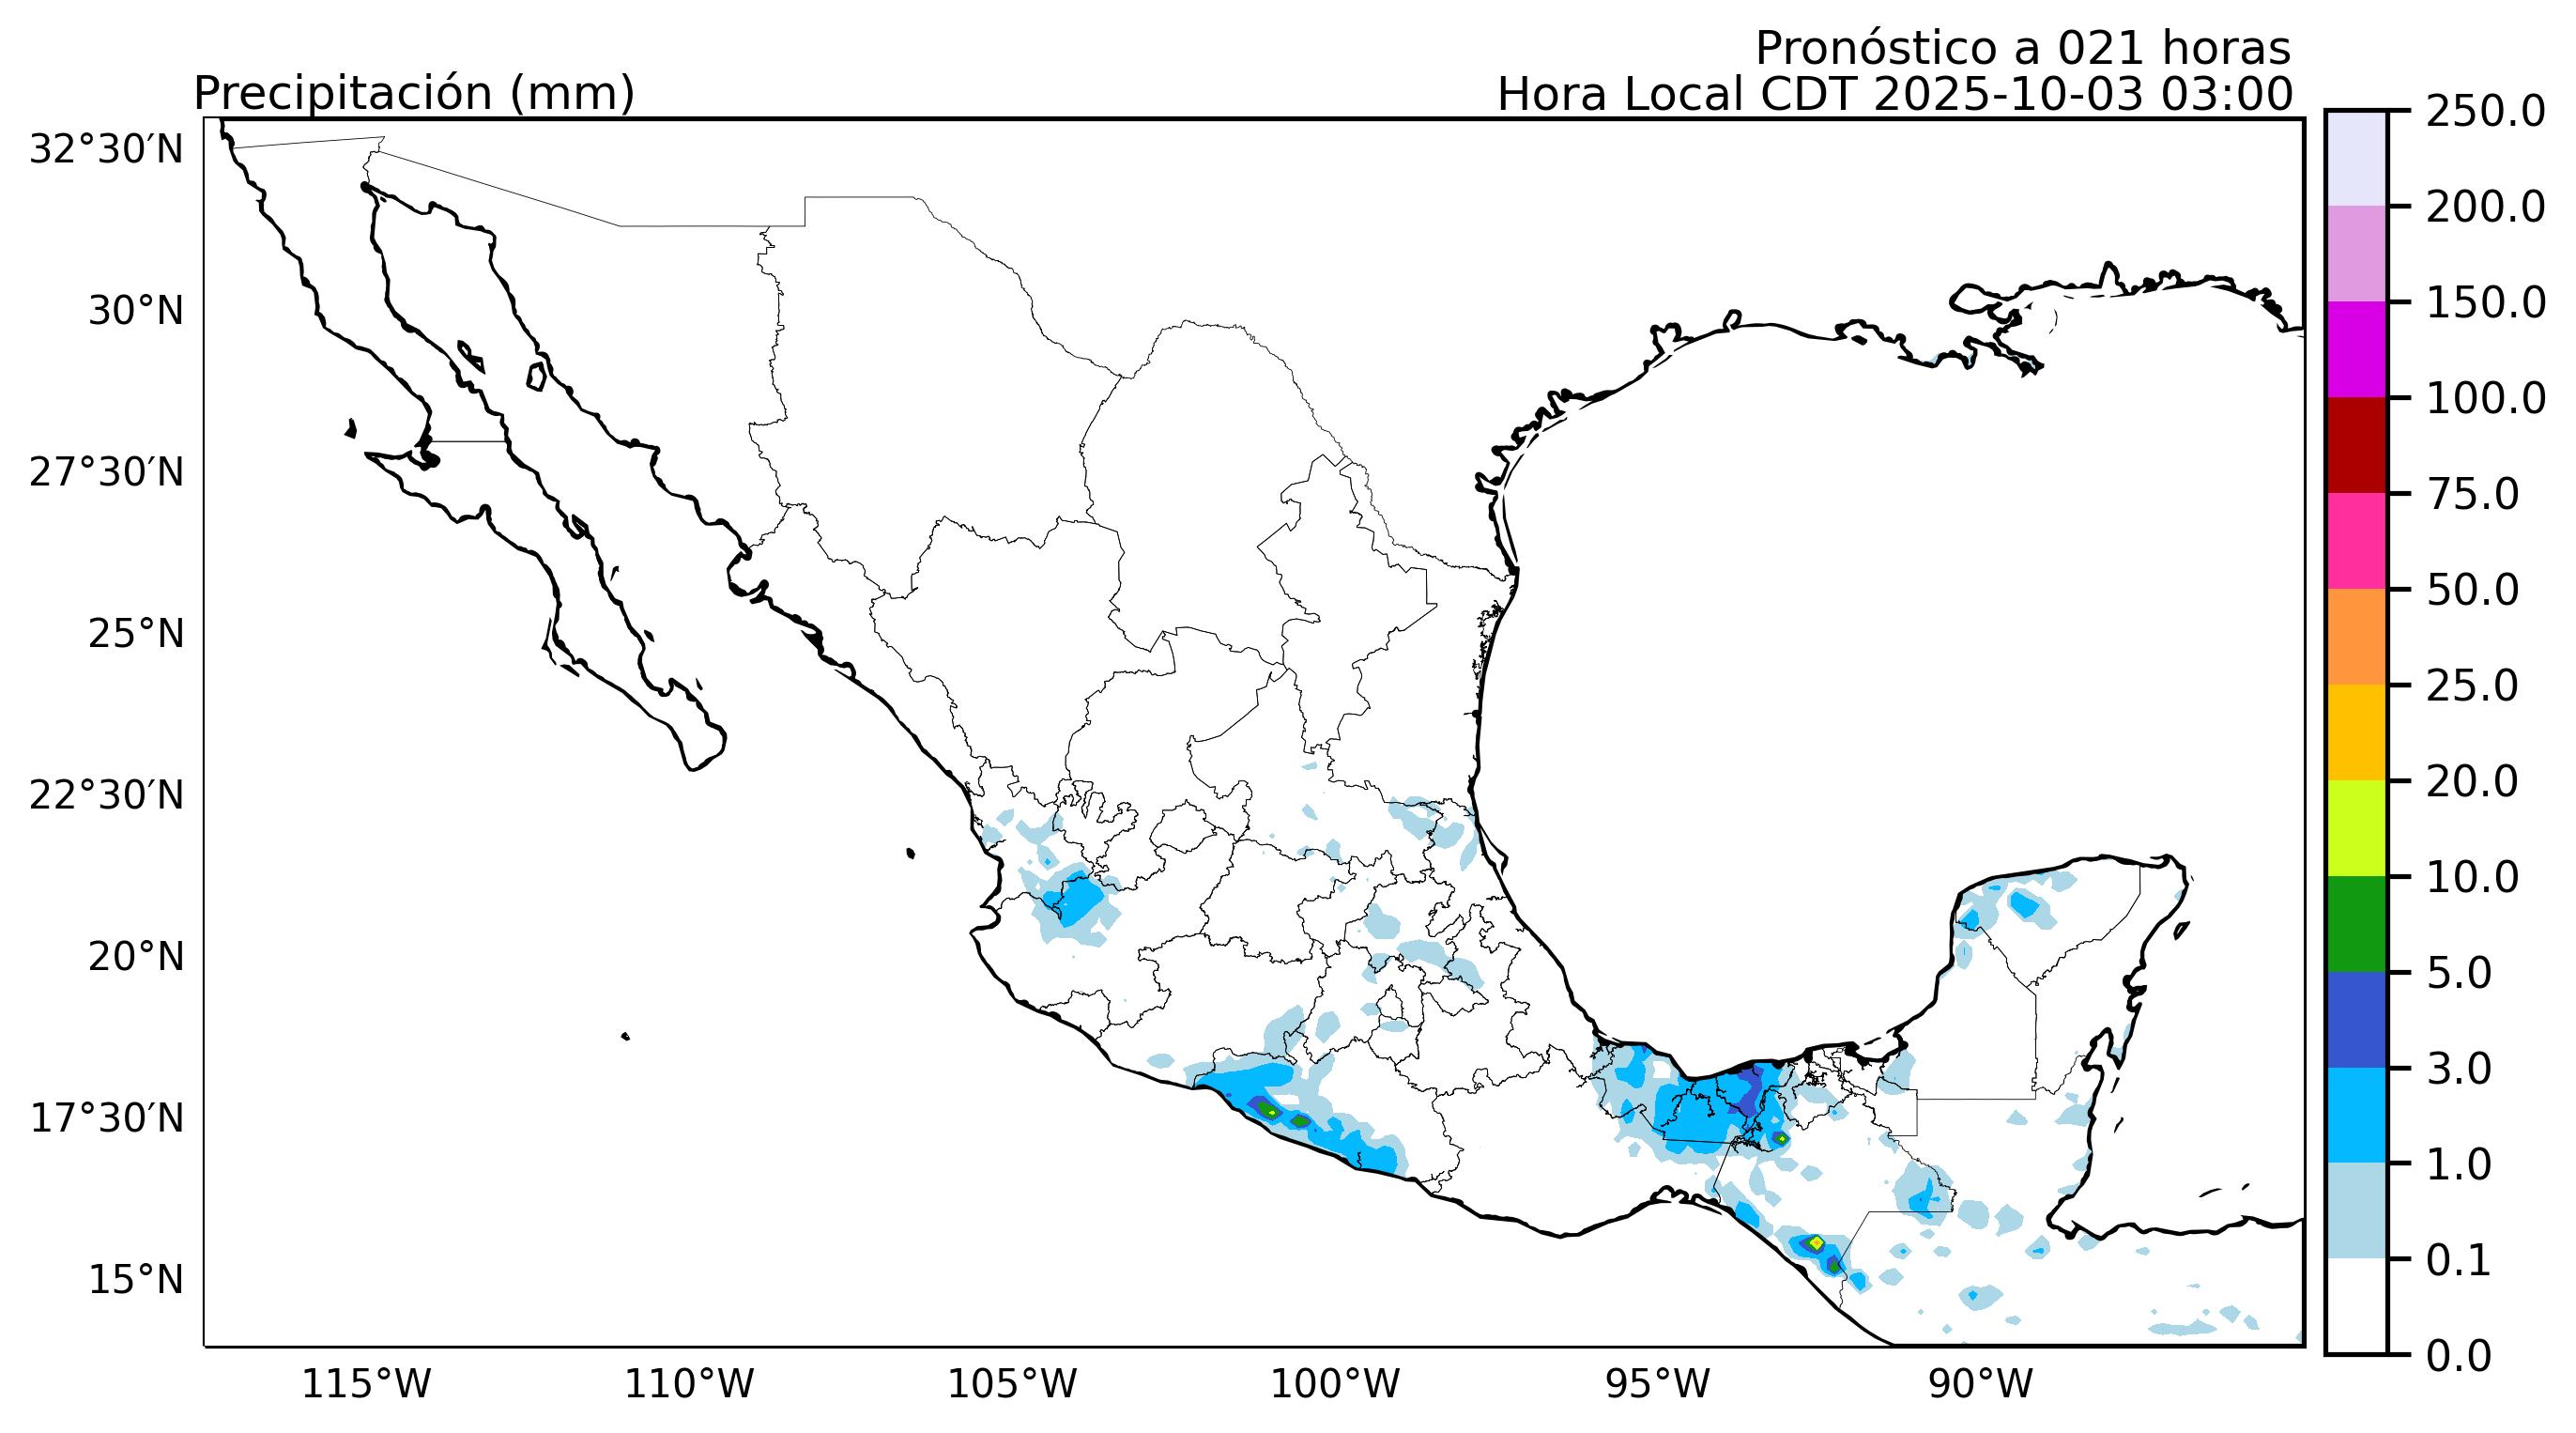 Pronóstico a 021 horas
Precipitación (mm)
Hora Local CDT 2025-10-03 03:00
32°30′N
30°N
27°30′N
25°N
22°30′N
20°N
17°30′N
15°N
115°W
110°W
105°W
100°W
95°W
90°W
250.0
200.0
150.0
100.0
75.0
50.0
25.0
20.0
10.0
5.0
3.0
1.0
0.1
0.0